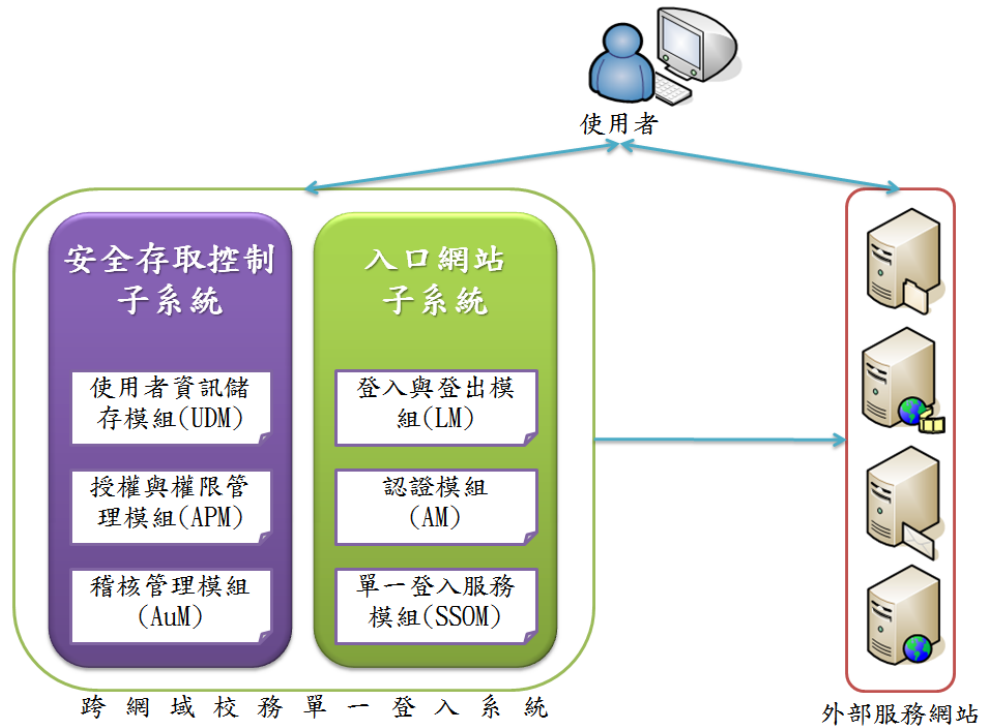 使用者
安全存取控制
子系統
使用者資訊儲
存模組(UDM)
授權與權限管
理模組(APM)
稽核管理模組
(AuM)
入口網站
子系統
登入與登出模
組(LM)
認證模組
(AM)
單一登入服務
模組(SSOM)
跨網域校務單一登入系統
外部服務網站